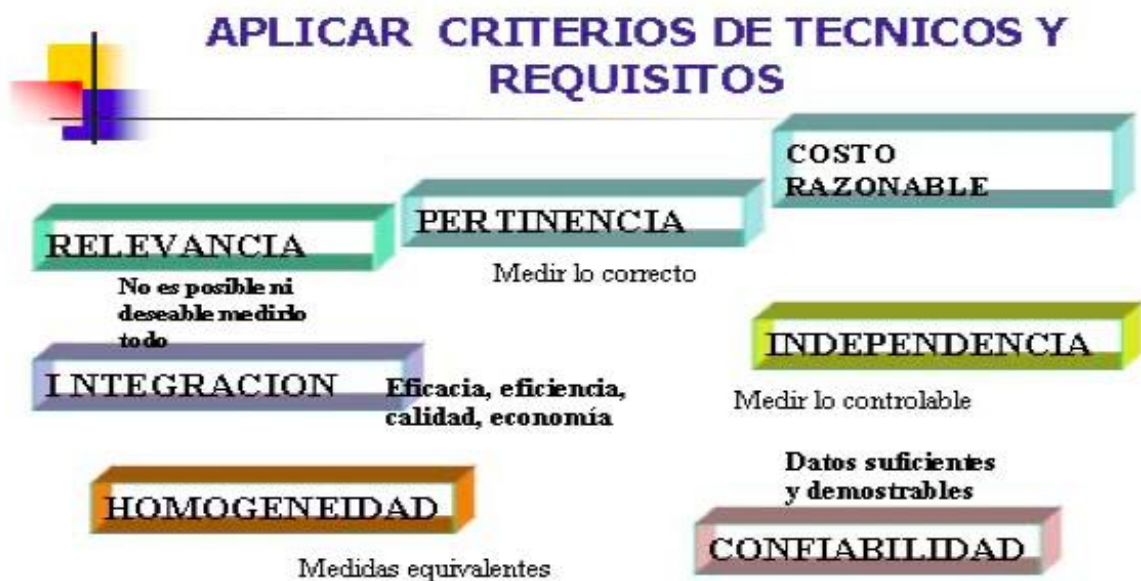 APLICAR CRITERIOS DE TECNICOS Y
REQUISITOS
COSTO
RAZONABLE
PERTINENCIA
Medir lo correcto
RELEVANCIA
No es posible ni
deseable medirlo
todo
INDEPENDENCIA
Medir lo controlable
INTEGRACION
Eficacia, eficiencia,
calidad, economía
Datos suficientes
y demostrables
CONFIABILIDAD
HOMOGENEIDAD
Medidas equivalentes